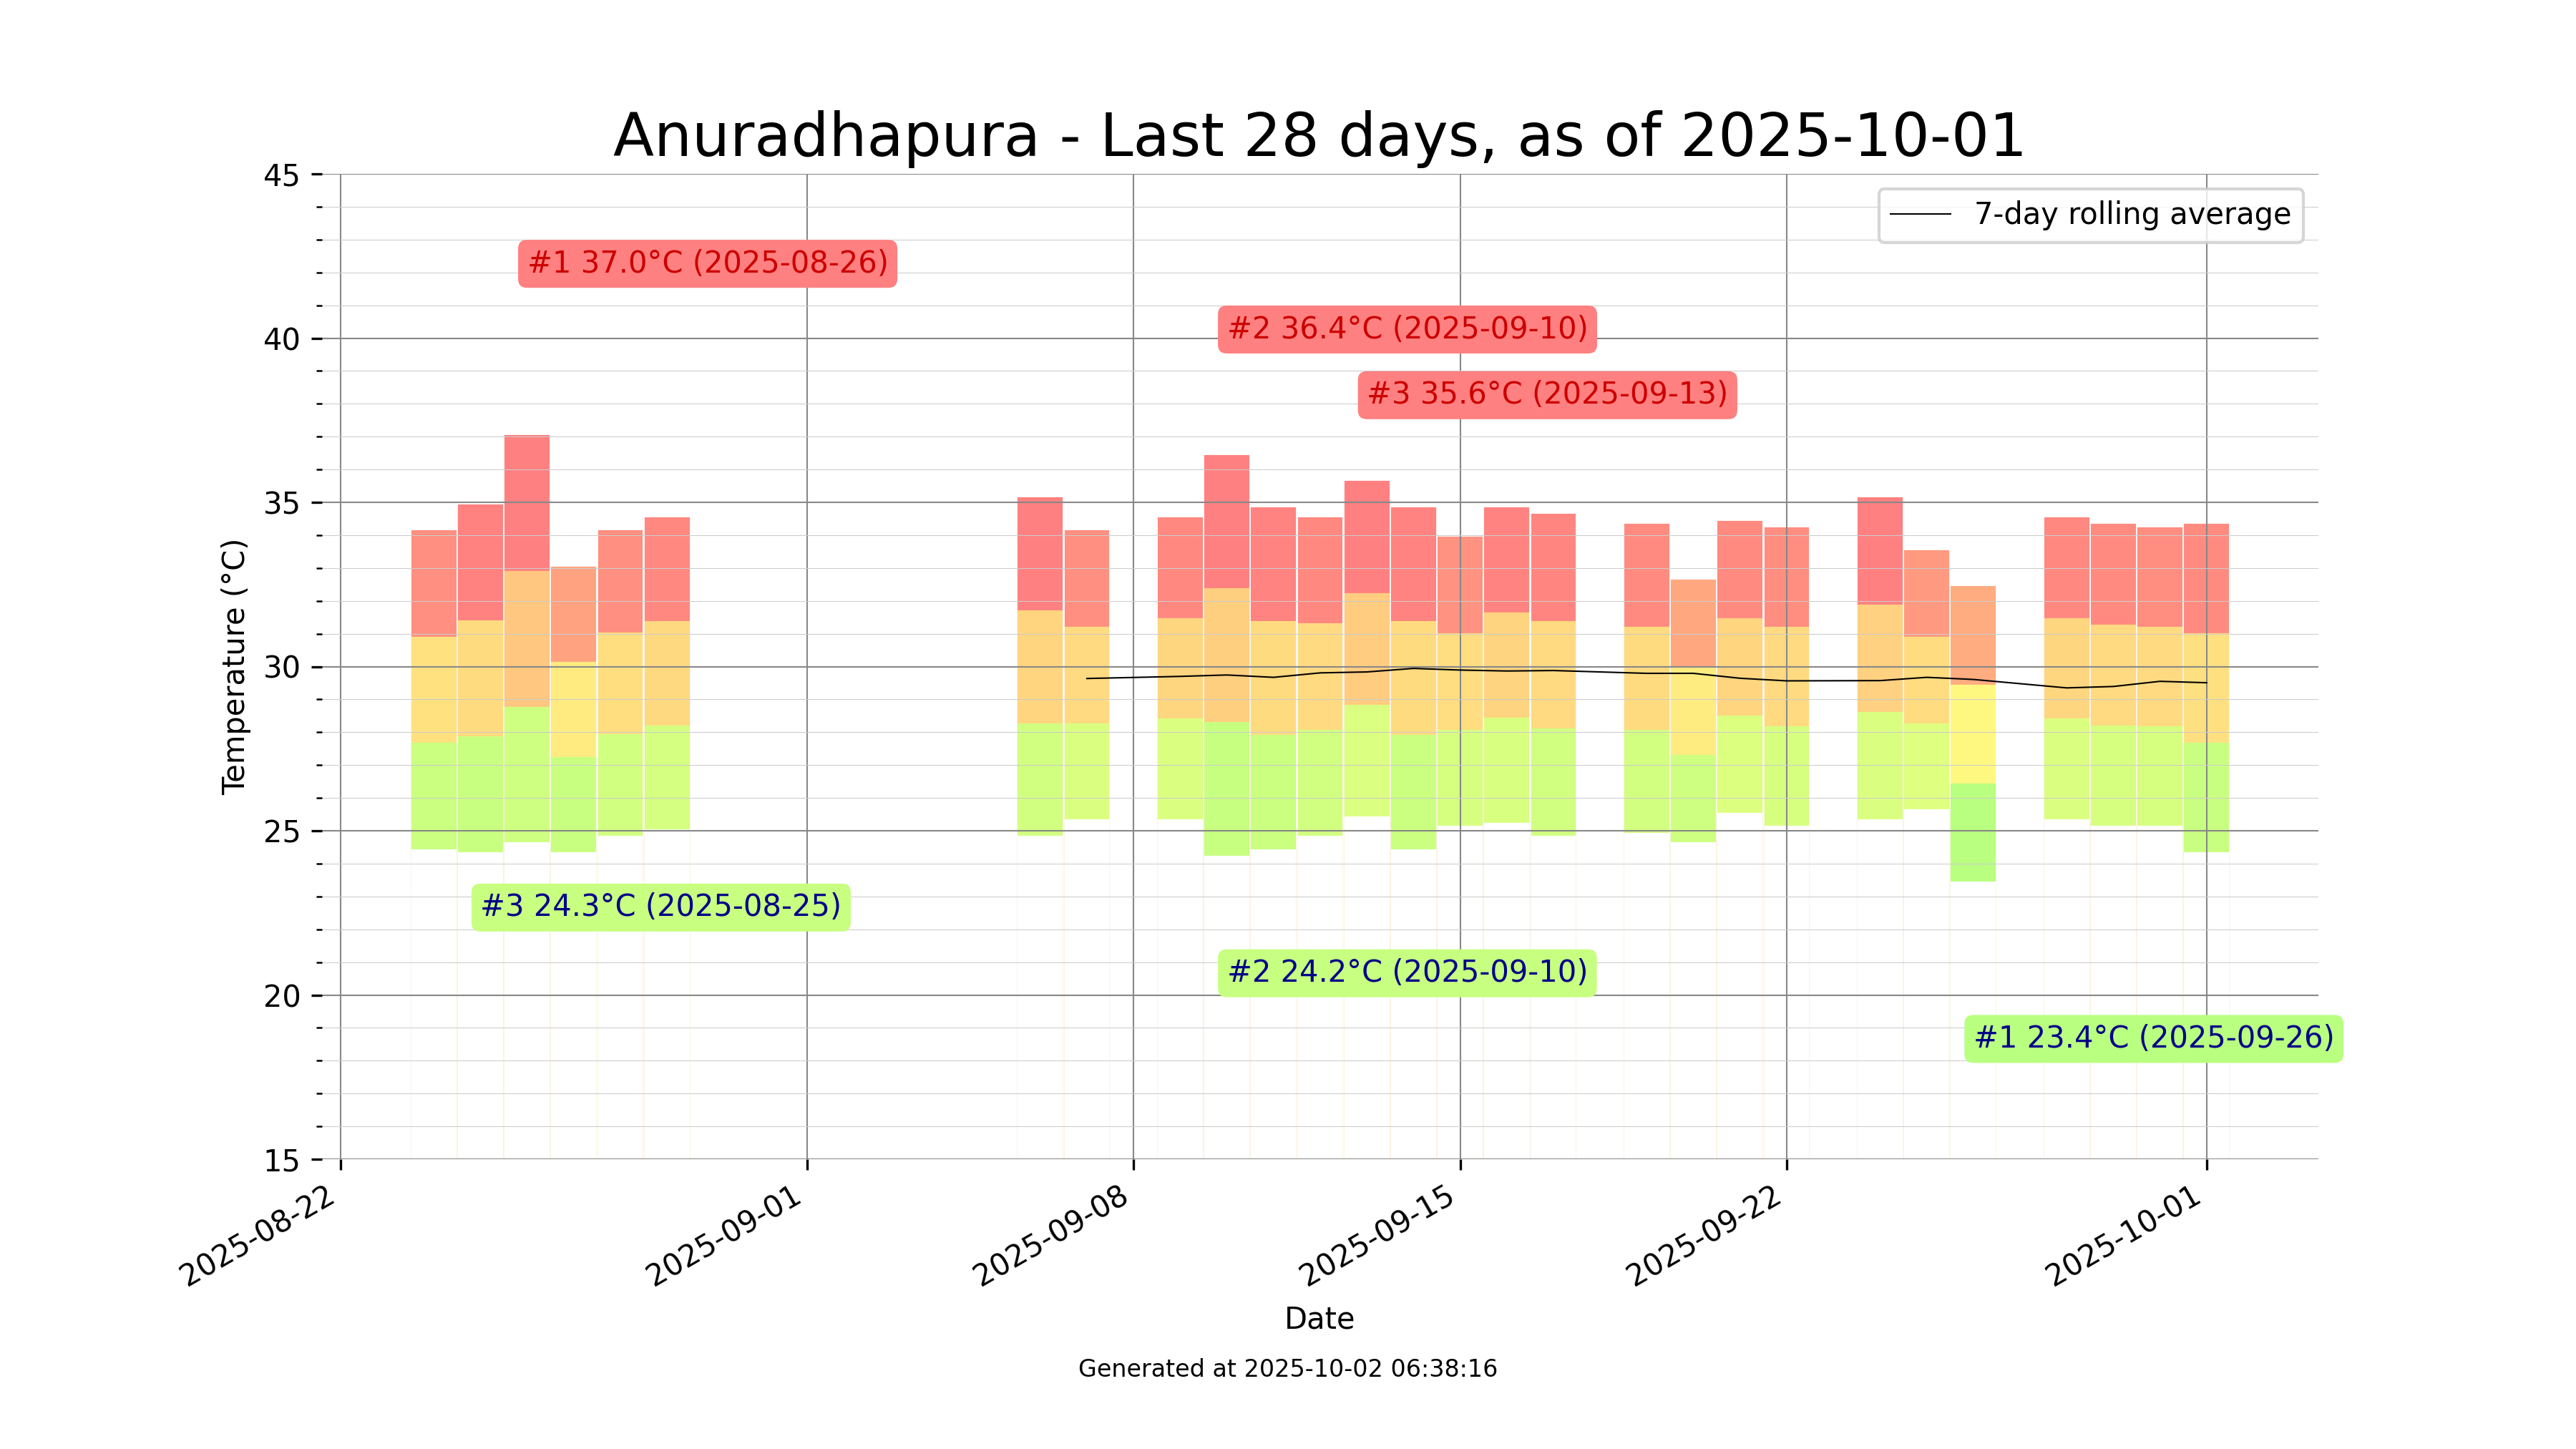 Anuradhapura - Last 28 days, as of 2025-10-01
7-day rolling average
#1 37.0°C (2025-08-26)
#2 36.4°C (2025-09-10)
#3 35.6°C (2025-09-13)
#3 24.3°C (2025-08-25)
#2 24.2°C (2025-09-10)
#1 23.4°C (2025-09-26)
Temperature (°C)
45
40
35
30
25
20
15
2025-08-22
2025-09-01
2025-09-08
2025-09-15
2025-09-22
2025-10-01
Date
Generated at 2025-10-02 06:38:16